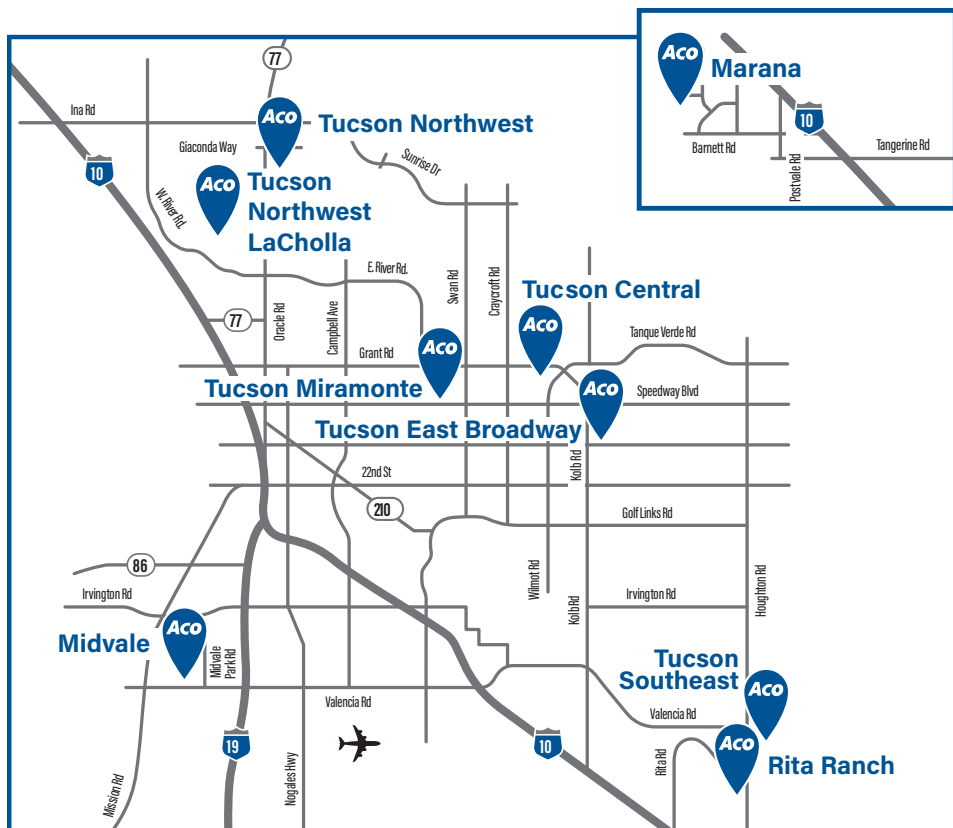 Aco
Marana
10
Barnett Rd
Postvale Rd
Tangerine Rd
77
Ina Rd
Aco
Tucson Northwest
Giaconda Way
Sunrise Dr
10
Aco
Tucson
Northwest
LaCholla
W. River Rd.
E. River Rd.
Swan Rd
Craycroft Rd
Tucson Central
77
Oracle Rd
Campbell Ave
Aco
Tanque Verde Rd
Grant Rd
Aco
Tucson Miramonte
Aco
Speedway Blvd
Tucson East Broadway
22nd St
Kolb Rd
210
Golf Links Rd
86
Wilmot Rd
Irvington Rd
Kolb Rd
Irvington Rd
Houghton Rd
Aco
Midvale
Midvale
Park Rd
Tucson
Southeast
Aco
Valencia Rd
Valencia Rd
19
10
Rita Rd
Aco
Rita Ranch
Mission Rd
Nogales Hwy